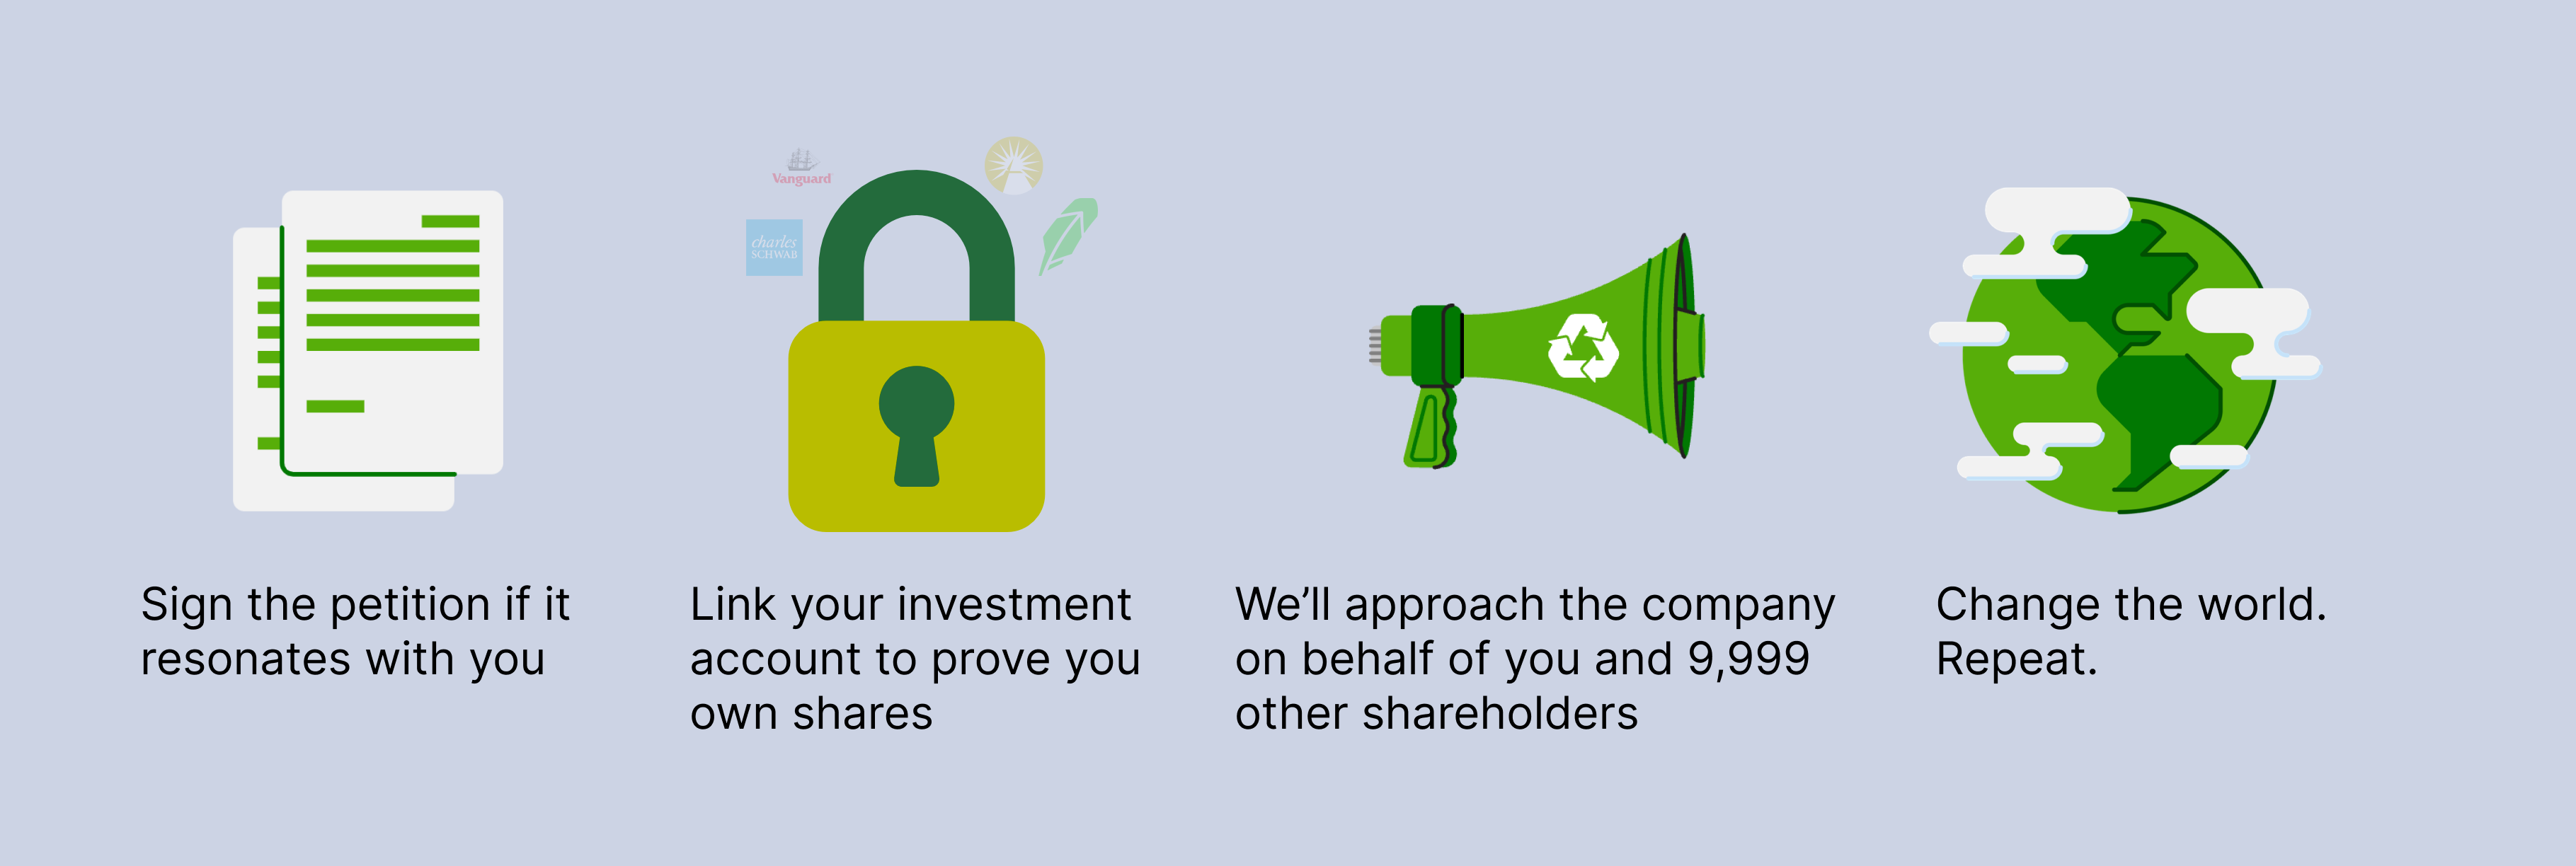 Vanguard
charles
SCHWAB
Sign the petition if it
resonates with you
Link your investment
account to prove you
own shares
We’ll approach the company
on behalf of you and 9,999
other shareholders
Change the world.
Repeat.